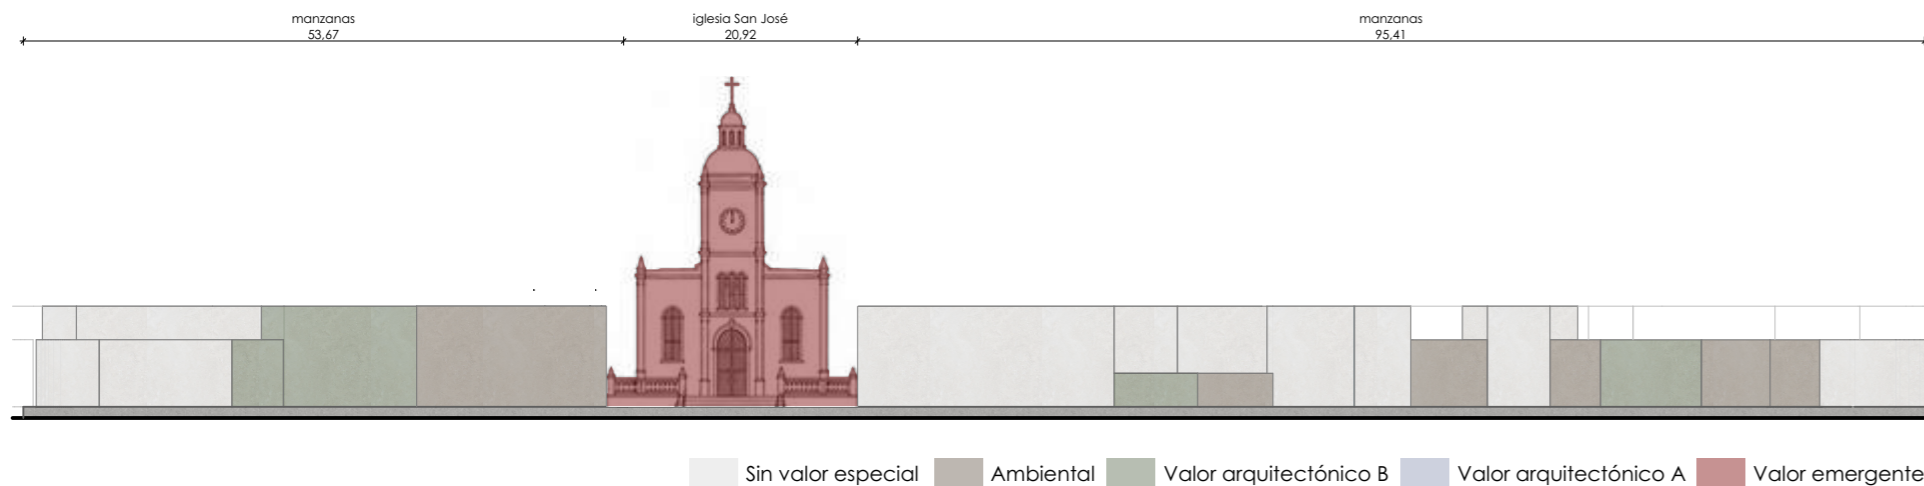 manzanas
53,67
iglesia San José
20,92
manzanas
95,41
Sin valor especial
Ambiental
Valor arquitectónico B
Valor arquitectónico A
Valor emergente